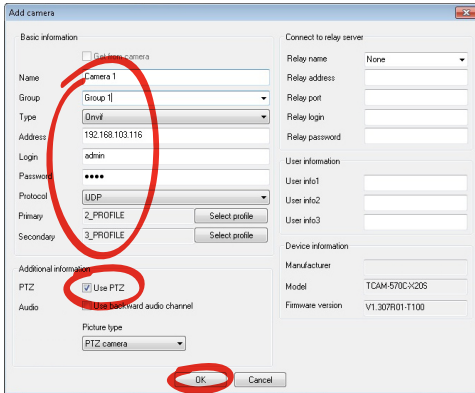 Add camera
Basic information
Get from camera
Name Camera 1
Group Group 1
Type Onvif
Address 192.168.103.116
Login admin
Password ••••
Protocol UDP
Primary 2_PROFILE Select profile
Secondary 3_PROFILE Select profile
Additional information
PTZ Use PTZ
Audio Use backward audio channel
Picture type
PTZ camera
Connect to relay server
Relay name None
Relay address
Relay port
Relay login
Relay password
User information
User info1
User info2
User info3
Device information
Manufacturer
Model TCAM-570C-X20S
Firmware version V1.307R01-T100
OK Cancel